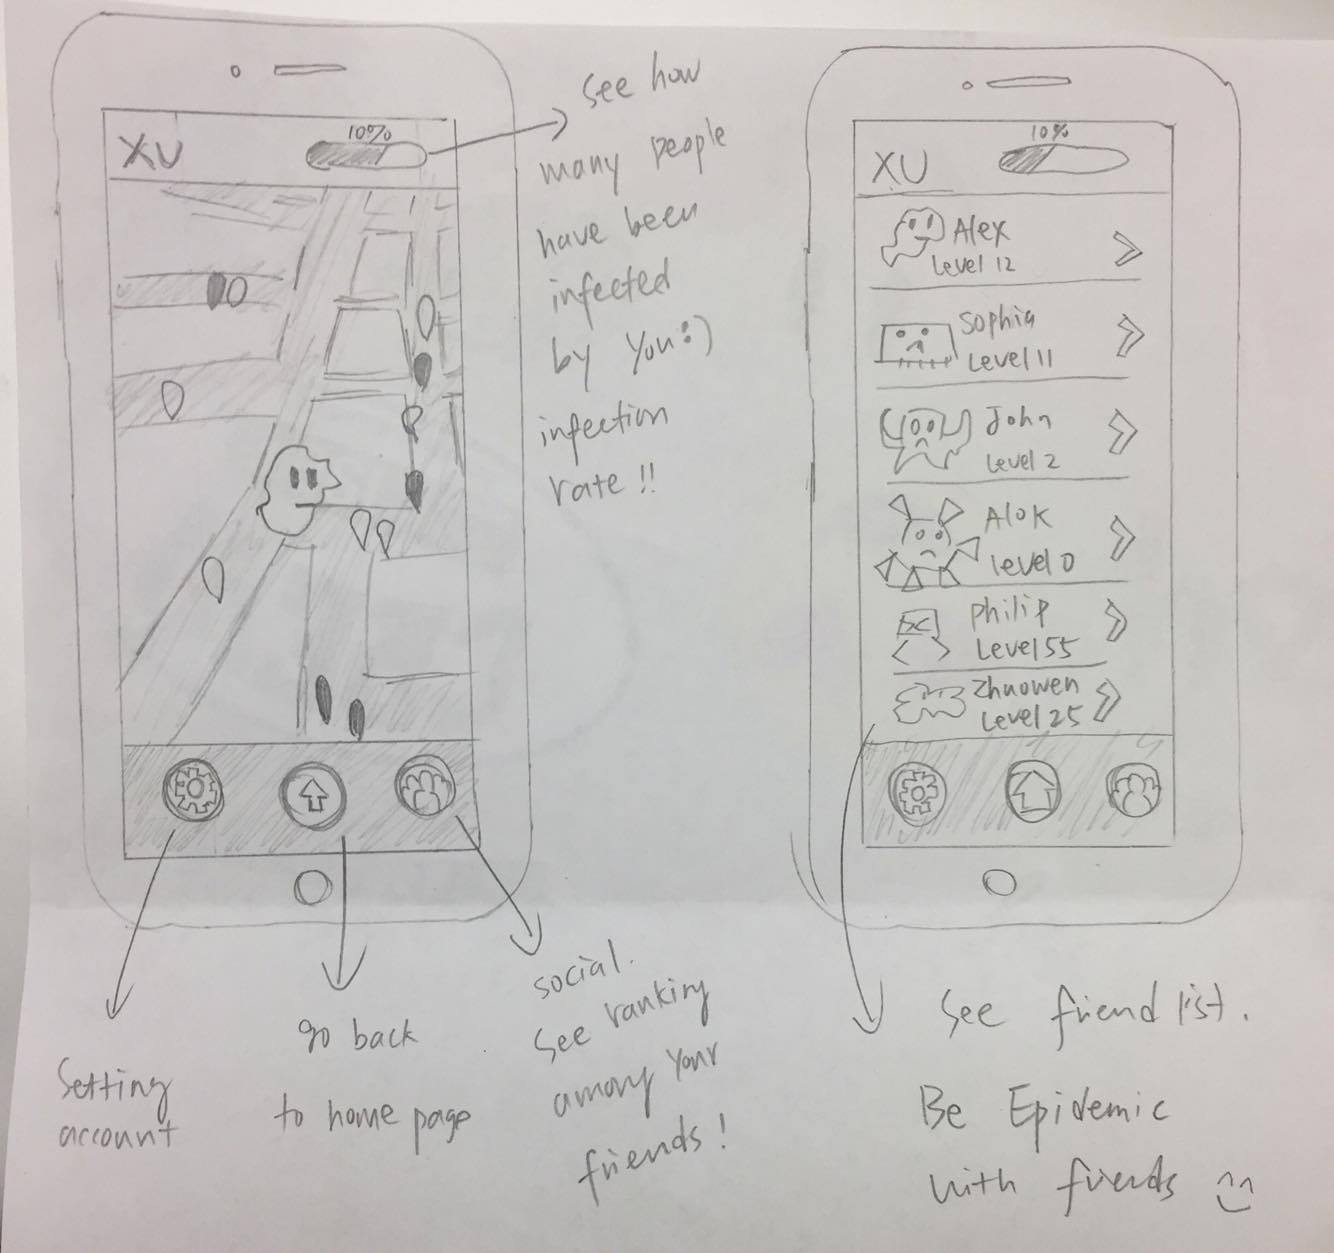 XU
10%
see how
many people
have been
infected
by you :)
infection
rate !!
Setting
account
go back
to home page
social.
See ranking
among your
friends !
XU
10%
Alex
Level 12
Sophia
Level 11
John
Level 2
Alok
Level 0
philip
Level 55
Zhuowen
Level 25
See friend list.
Be Epidemic
with friends